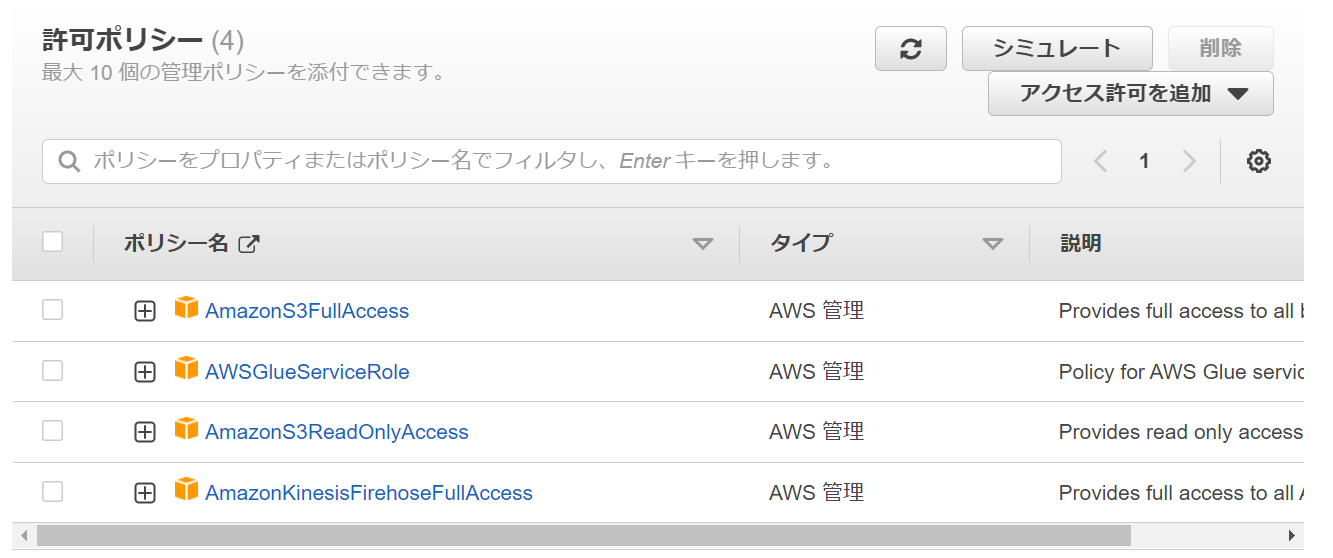 許可ポリシー (4)
最大 10 個の管理ポリシーを添付できます。
シミュレート
削除
アクセス許可を追加
ポリシーをプロパティまたはポリシー名でフィルタし、Enter キーを押します。
1
ポリシー名 タイプ 説明
AmazonS3FullAccess AWS 管理 Provides full access to all
AWSGlueServiceRole AWS 管理 Policy for AWS Glue servic
AmazonS3ReadOnlyAccess AWS 管理 Provides read only access
AmazonKinesisFirehoseFullAccess AWS 管理 Provides full access to all